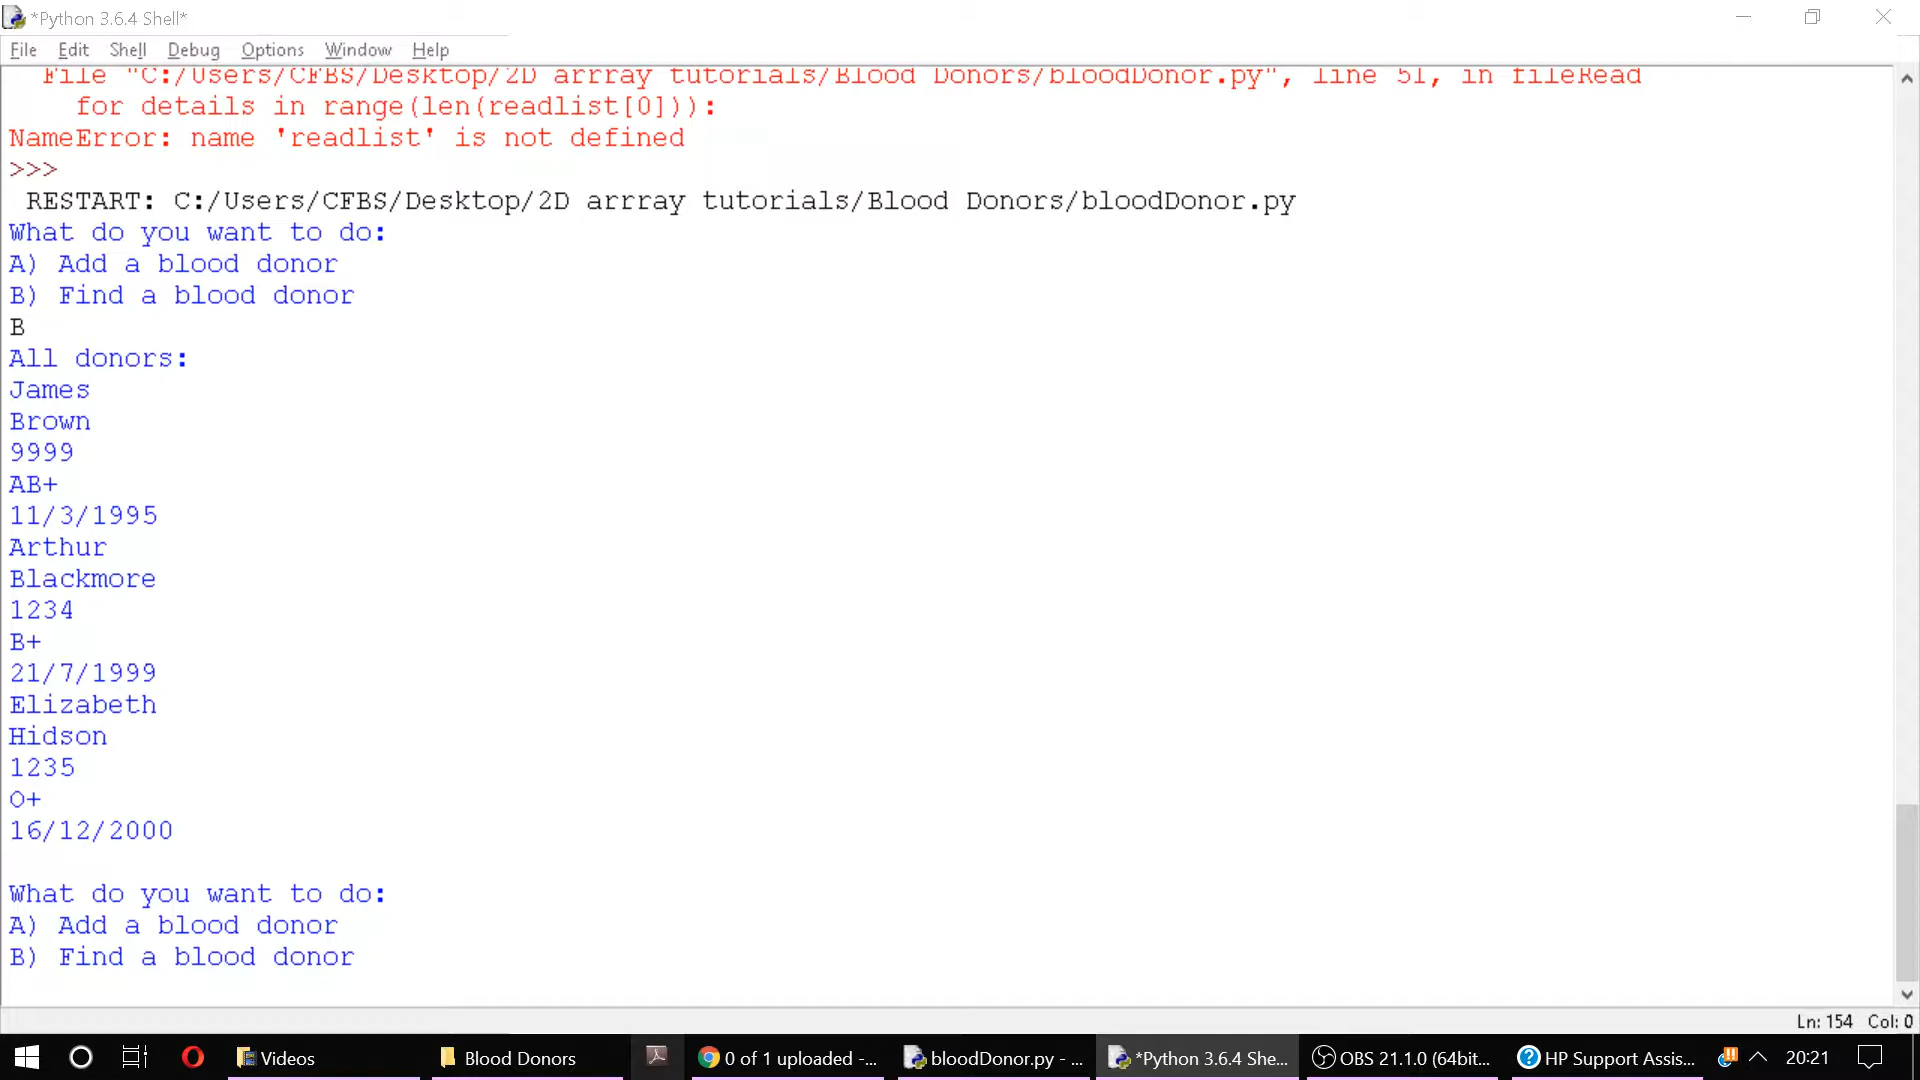 *Python 3.6.4 Shell*
File Edit Shell Debug Options Window Help
File "C:/Users/CFBS/Desktop/2D arrray tutorials/Blood Donors/bloodDonor.py", line 51, in fileRead
for details in range(len(readlist[0])):
NameError: name 'readlist' is not defined
>>>
RESTART: C:/Users/CFBS/Desktop/2D arrray tutorials/Blood Donors/bloodDonor.py
What do you want to do:
A) Add a blood donor
B) Find a blood donor
B
All donors:
James
Brown
9999
AB+
11/3/1995
Arthur
Blackmore
1234
B+
21/7/1999
Elizabeth
Hidson
1235
O+
16/12/2000
What do you want to do:
A) Add a blood donor
B) Find a blood donor
Ln: 154 Col: 0
Videos Blood Donors 0 of 1 uploaded -... bloodDonor.py - ... *Python 3.6.4 She... OBS 21.1.0 (64bit... HP Support Assis... 20:21